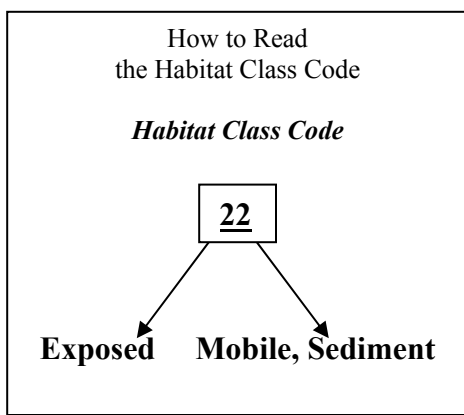 How to Read
the Habitat Class Code
Habitat Class Code
22
Exposed Mobile, Sediment